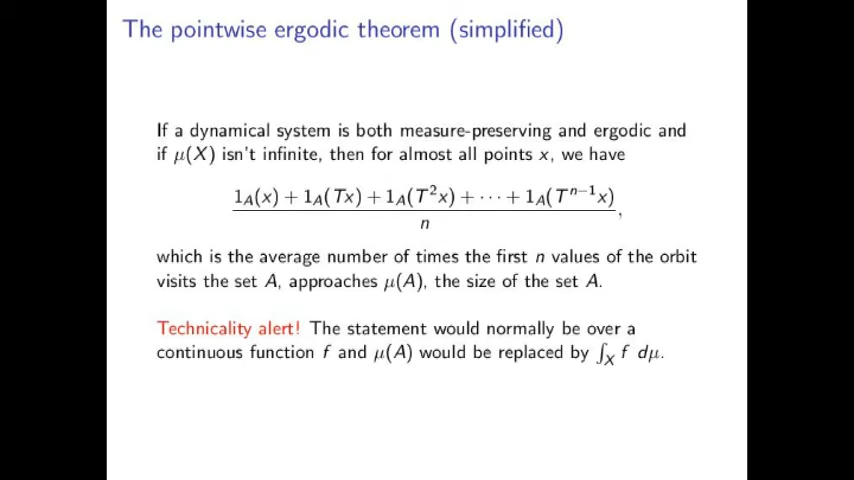 The pointwise ergodic theorem (simplified)
If a dynamical system is both measure-preserving and ergodic and
if μ(X) isn't infinite, then for almost all points x, we have
1_A(x) + 1_A(Tx) + 1_A(T²x) + ··· + 1_A(Tⁿ⁻¹x)
n ,
which is the average number of times the first n values of the orbit
visits the set A, approaches μ(A), the size of the set A.
Technicality alert! The statement would normally be over a
continuous function f and μ(A) would be replaced by ∫_X f dμ.